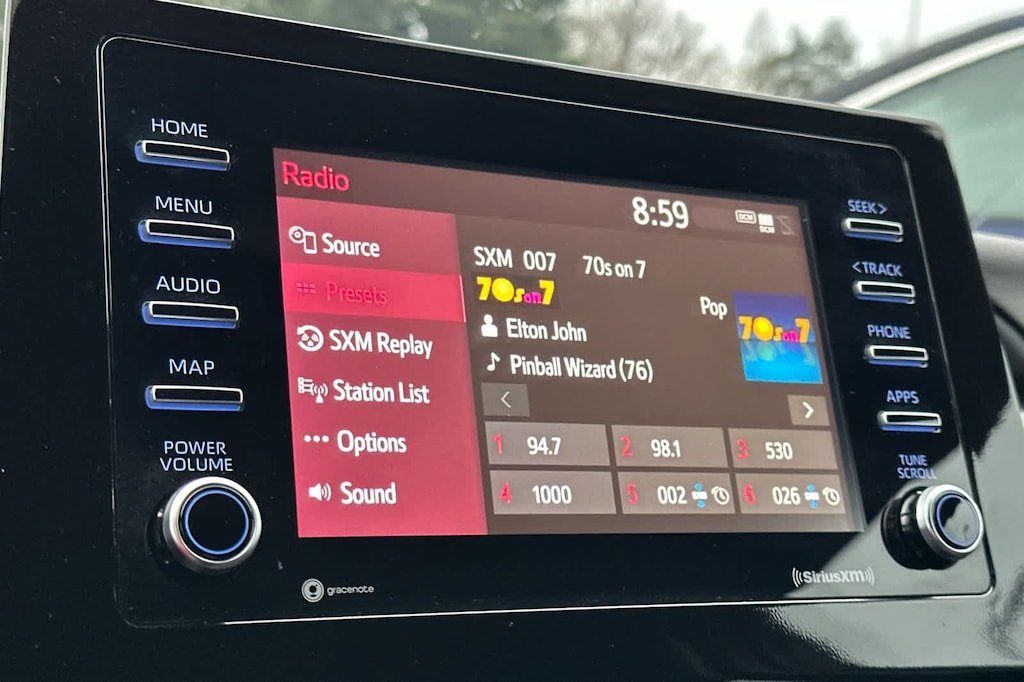 HOME
MENU
AUDIO
MAP
POWER
VOLUME
Radio
8:59
DCM
DCM
Source
Presets
SXM Replay
Station List
Options
Sound
SXM 007 70s on 7
70s on 7
Pop
70s on 7
Elton John
Pinball Wizard (76)
<
>
1 94.7
2 98.1
3 530
4 1000
5 002
6 026
SEEK>
<TRACK
PHONE
APPS
TUNE
SCROLL
gracenote
SiriusXM